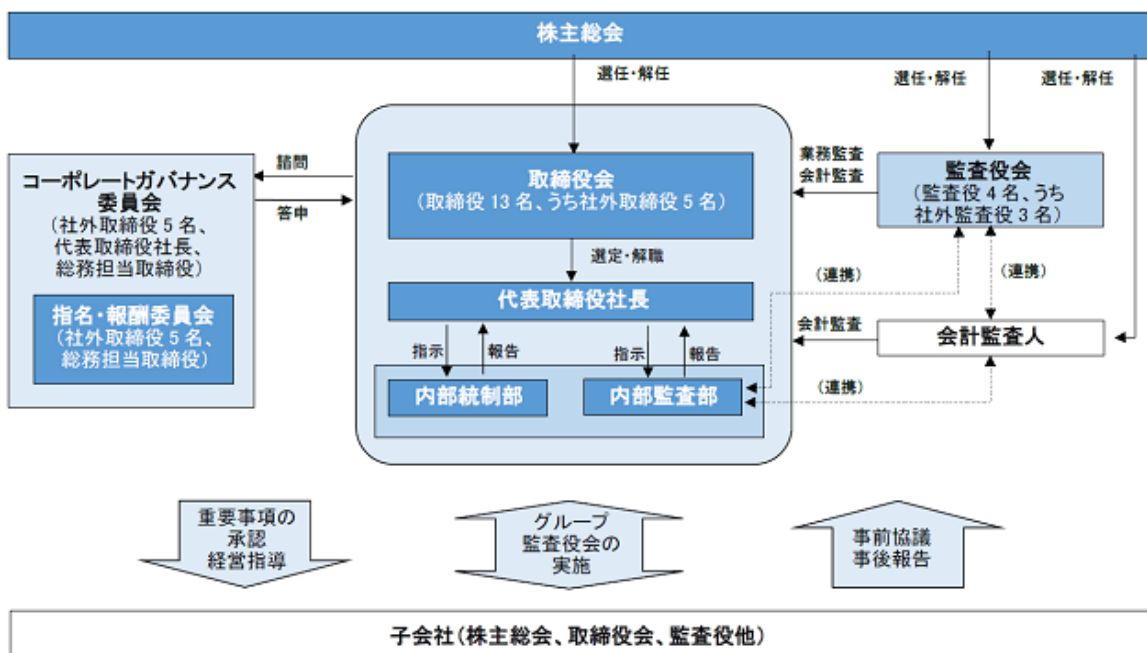 株主総会
選任・解任
選任・解任
選任・解任
コーポレートガバナンス
委員会
(社外取締役 5 名、
代表取締役社長、
総務担当取締役)
指名・報酬委員会
(社外取締役 5 名、
総務担当取締役)
諮問
答申
取締役会
(取締役 13 名、うち社外取締役 5 名)
選定・解職
代表取締役社長
指示
報告
指示
報告
内部統制部
内部監査部
業務監査
会計監査
監査役会
(監査役 4 名、うち
社外監査役 3 名)
(連携)
(連携)
会計監査
会計監査人
(連携)
重要事項の
承認
経営指導
グループ
監査役会の
実施
事前協議
事後報告
子会社(株主総会、取締役会、監査役他)